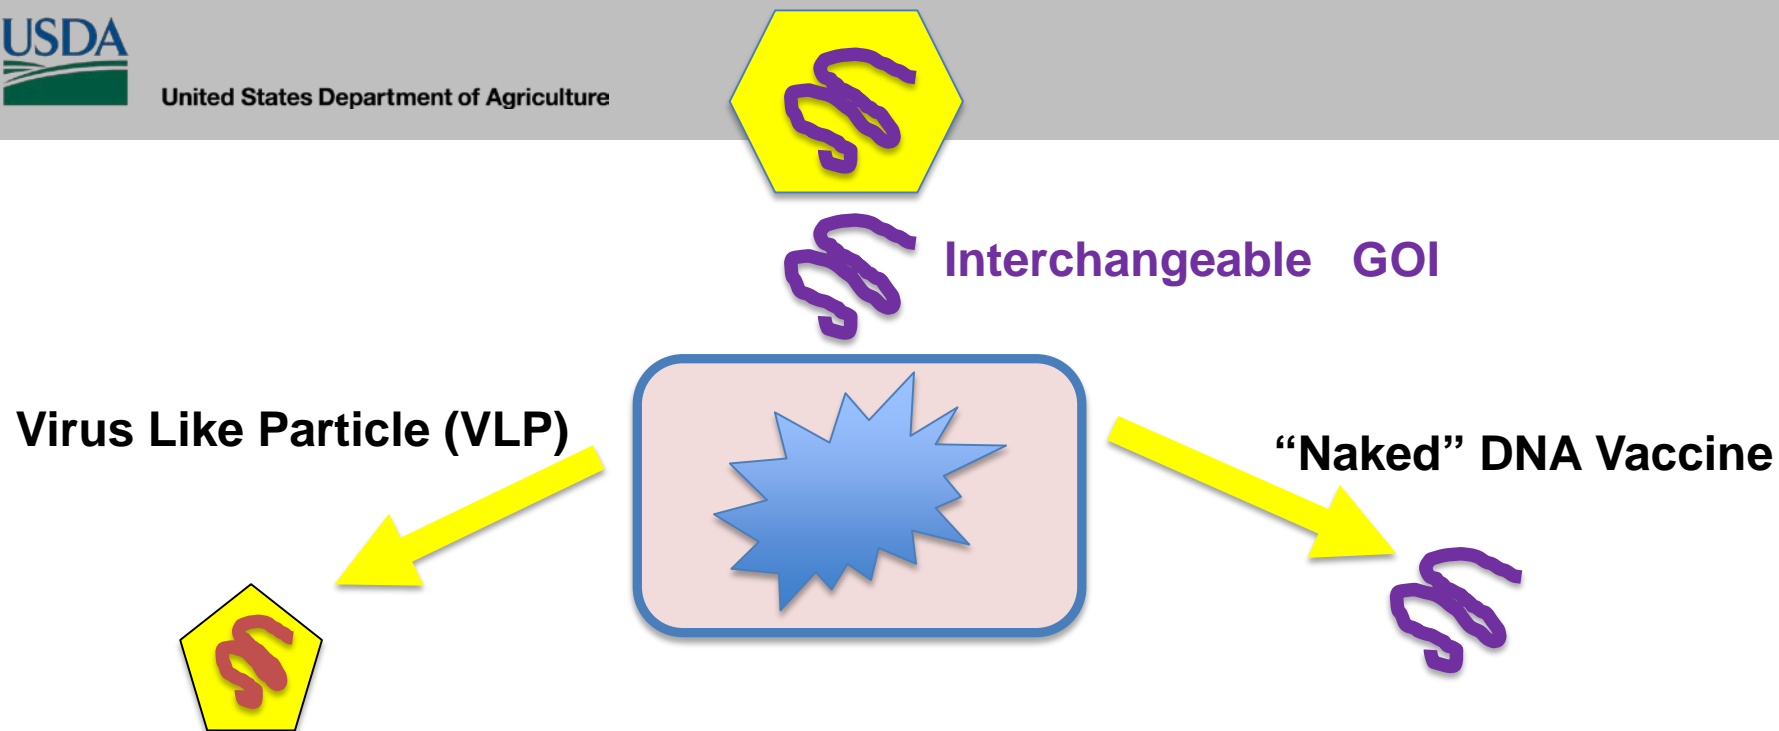 USDA
United States Department of Agriculture
Interchangeable GOI
Virus Like Particle (VLP)
“Naked” DNA Vaccine